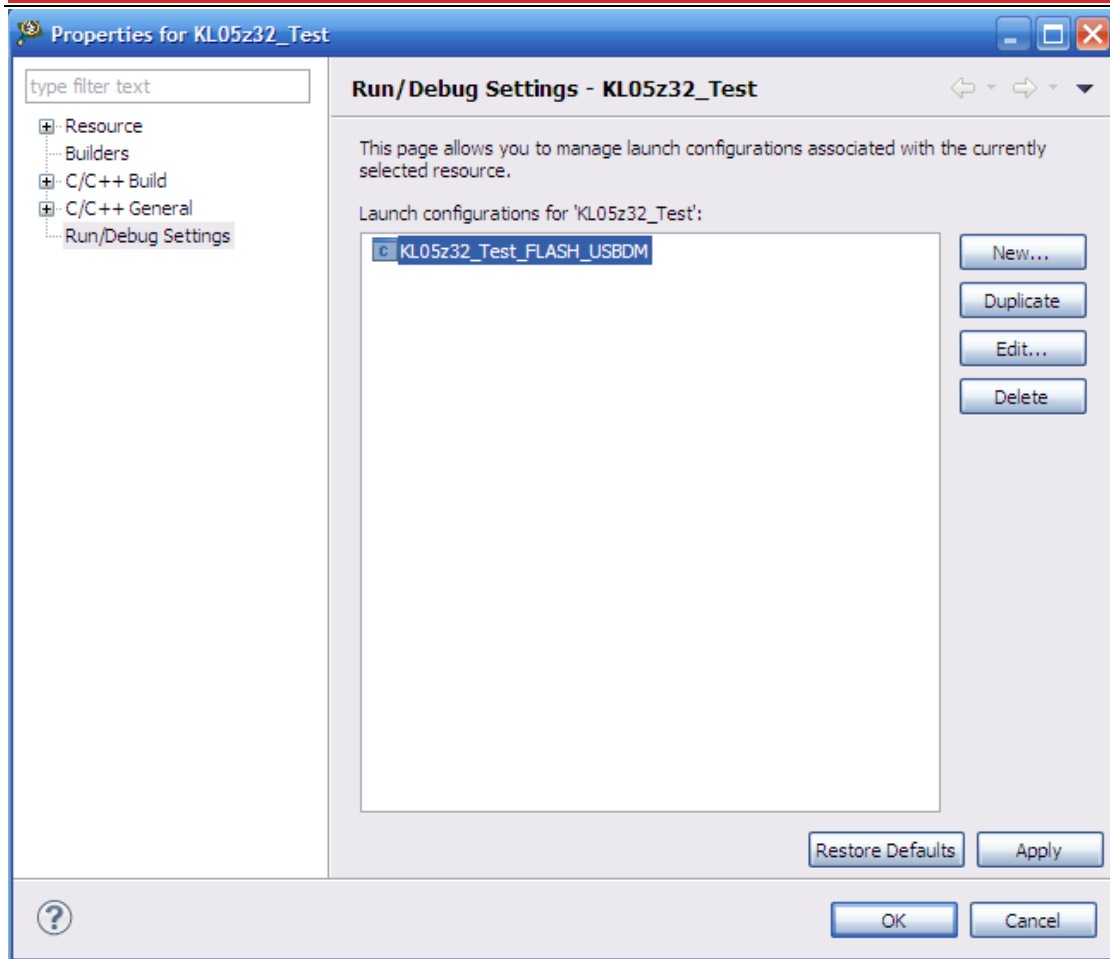 Properties for KL05z32_Test
type filter text
Resource
Builders
C/C++ Build
C/C++ General
Run/Debug Settings
Run/Debug Settings - KL05z32_Test
This page allows you to manage launch configurations associated with the currently
selected resource.
Launch configurations for 'KL05z32_Test':
c KL05z32_Test_FLASH_USBDM
New...
Duplicate
Edit...
Delete
Restore Defaults
Apply
?
OK
Cancel